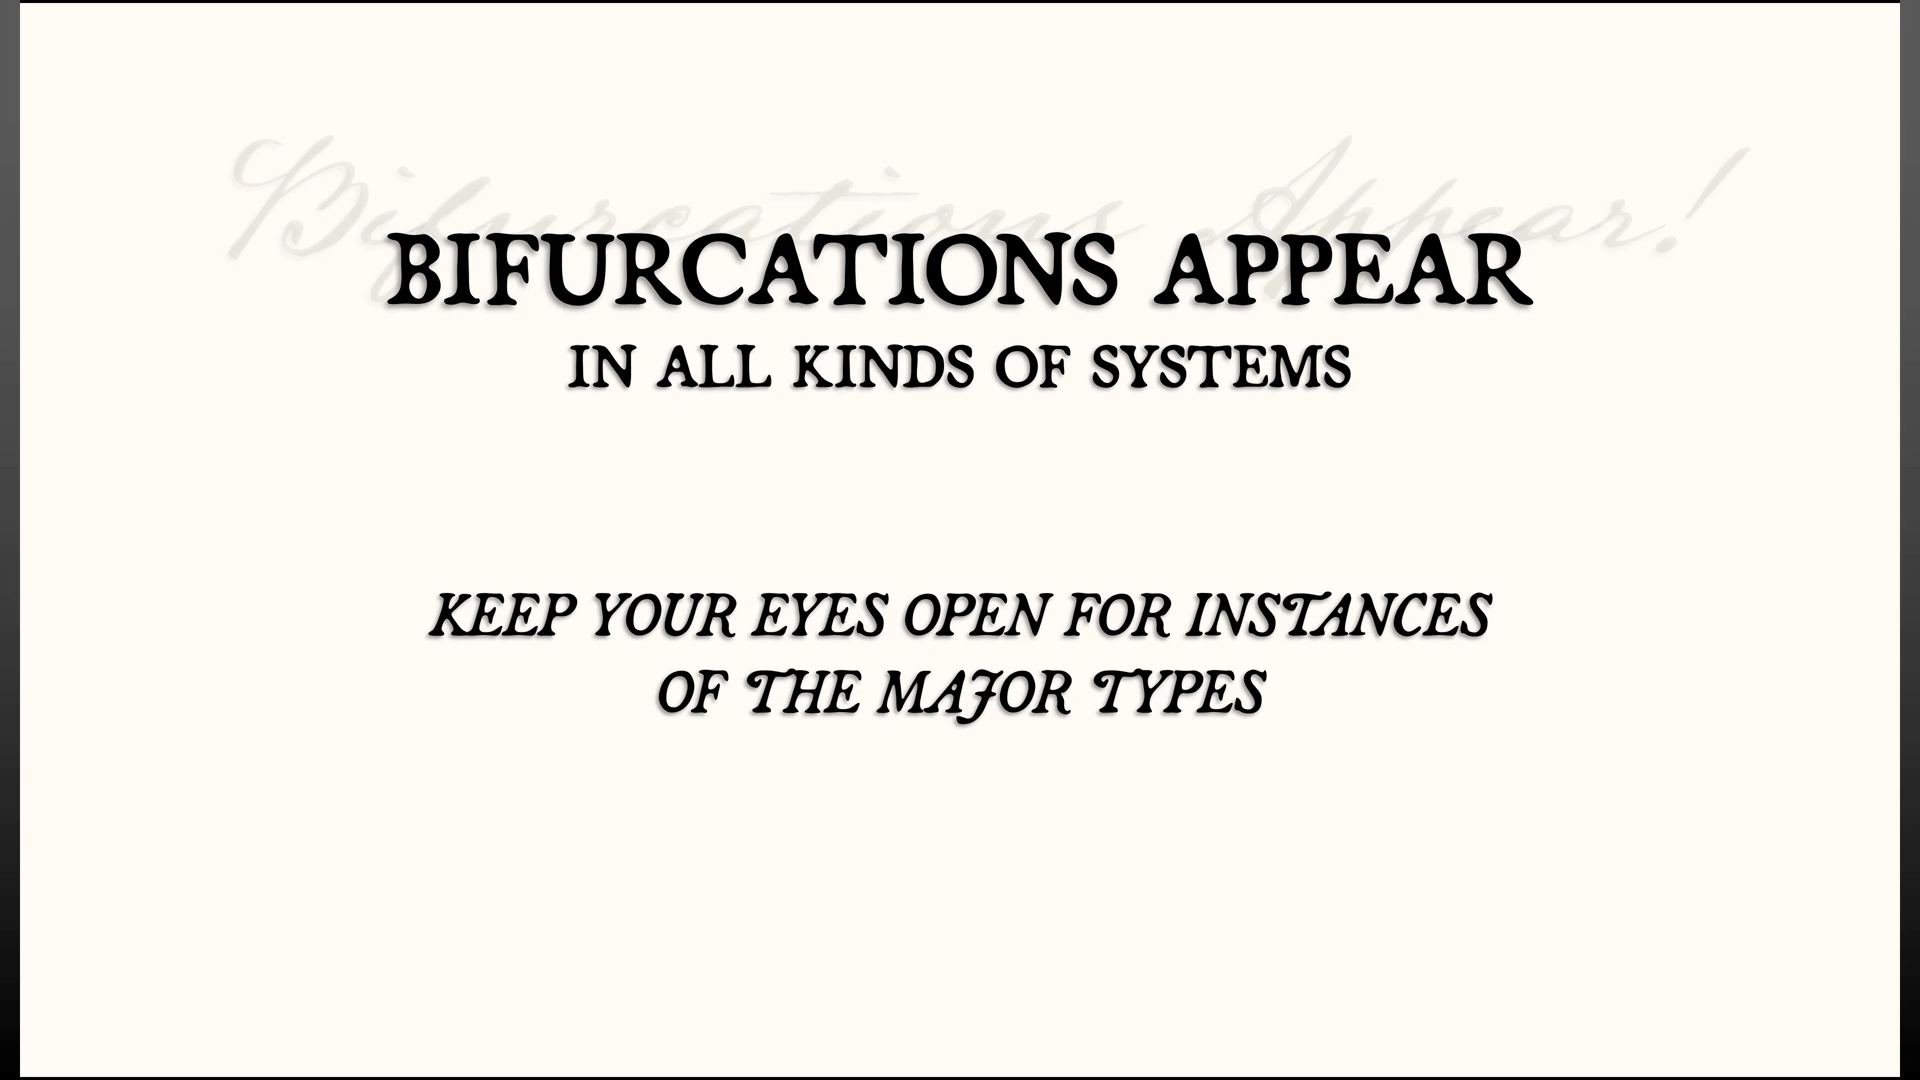 Bifurcations Appear!
BIFURCATIONS APPEAR
IN ALL KINDS OF SYSTEMS
KEEP YOUR EYES OPEN FOR INSTANCES
OF THE MAJOR TYPES